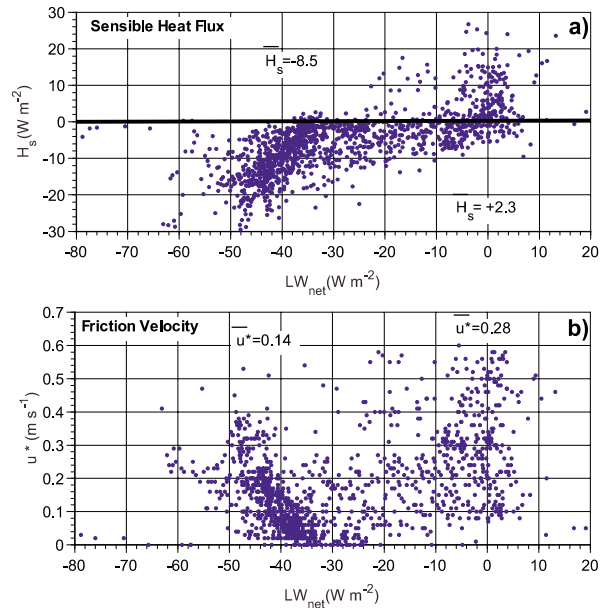 Sensible Heat Flux
a)
H_s=-8.5
H_s= +2.3
30
20
10
0
-10
-20
-30
H_s(W m-2)
-80 -70 -60 -50 -40 -30 -20 -10 0 10 20
LW_net(W m-2)
Friction Velocity
b)
u*=0.14
u*=0.28
0.7
0.6
0.5
0.4
0.3
0.2
0.1
0
u* (m s-1)
-80 -70 -60 -50 -40 -30 -20 -10 0 10 20
LW_net(W m-2)